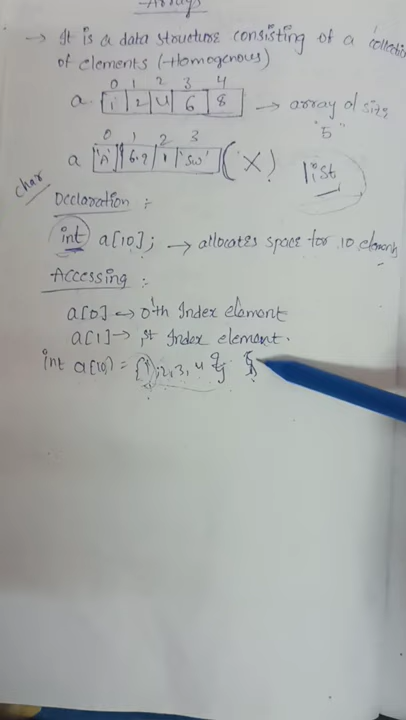 -Arrays-
→ It is a data structure consisting of a collection
of elements (-Homogenous)
0 1 2 3 4
a. 1 2 4 6 8 → array of size
"5"
0 1 2 3
a 'n' 6.2 1 'sw' (X) list
char
Declaration :-
int a[10]; → allocates space for 10 elements
Accessing :-
a[0] ↔ 0'th Index element
a[1] → 1st Index element.
int a[10] = {1, 2, 3, 4